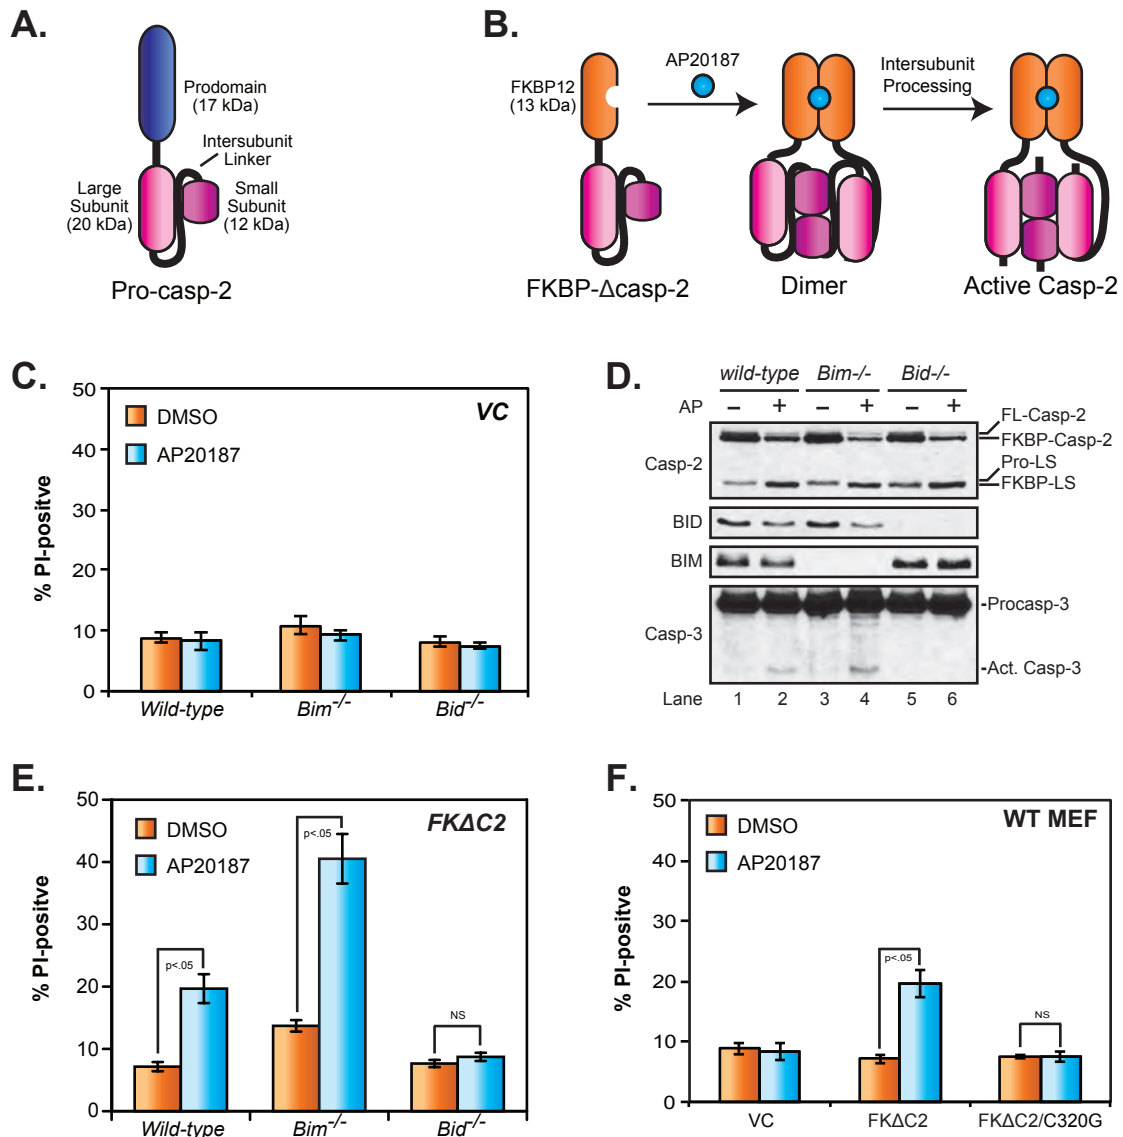 A.
Prodomain
(17 kDa)
Intersubunit
Linker
Large
Subunit
(20 kDa)
Small
Subunit
(12 kDa)
Pro-casp-2
B.
FKBP12
(13 kDa)
AP20187
Intersubunit
Processing
FKBP-Δcasp-2
Dimer
Active Casp-2
C.
VC
DMSO
AP20187
% PI-positve
50
40
30
20
10
0
Wild-type
Bim-/-
Bid-/-
D.
wild-type Bim-/- Bid-/-
AP – + – + – +
Casp-2
FL-Casp-2
FKBP-Casp-2
Pro-LS
FKBP-LS
BID
BIM
Casp-3
-Procasp-3
-Act. Casp-3
Lane 1 2 3 4 5 6
E.
FKΔC2
DMSO
AP20187
% PI-positve
50
40
30
20
10
0
p<.05
p<.05
NS
Wild-type
Bim-/-
Bid-/-
F.
WT MEF
DMSO
AP20187
% PI-positve
50
40
30
20
10
0
p<.05
NS
VC
FKΔC2
FKΔC2/C320G